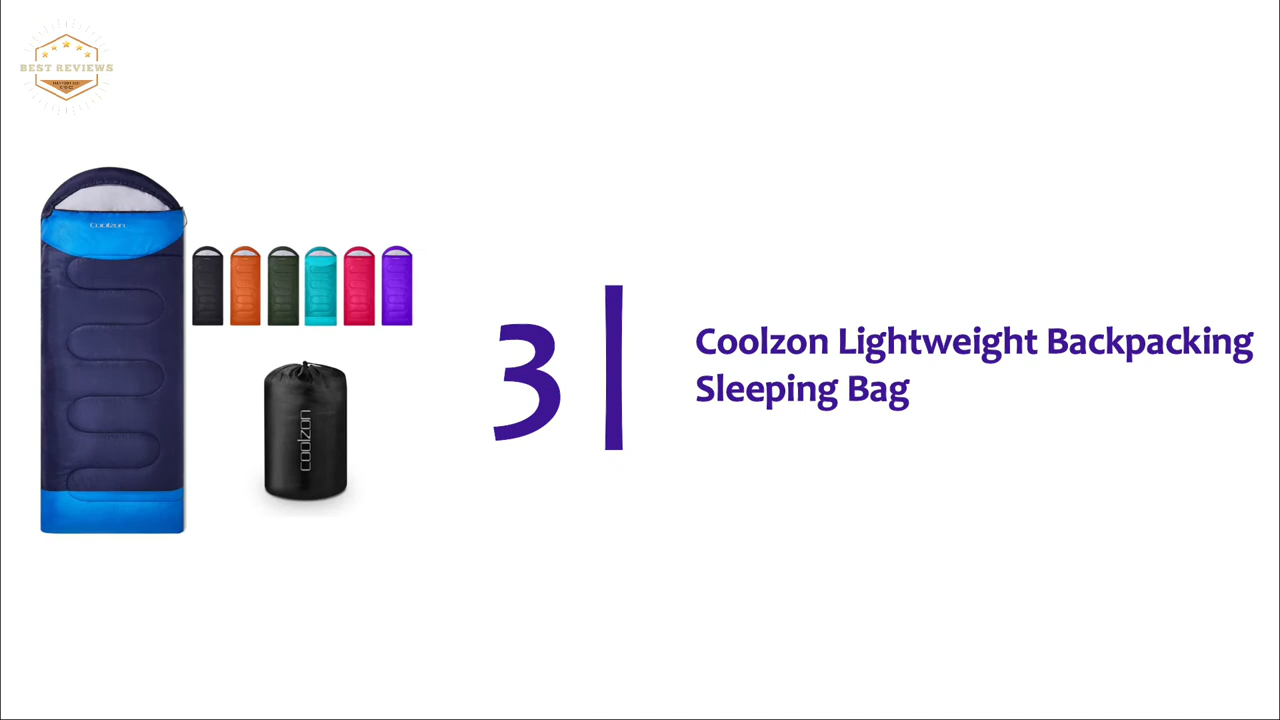 BEST REVIEWS
coolzon
coolzon
3
Coolzon Lightweight Backpacking
Sleeping Bag